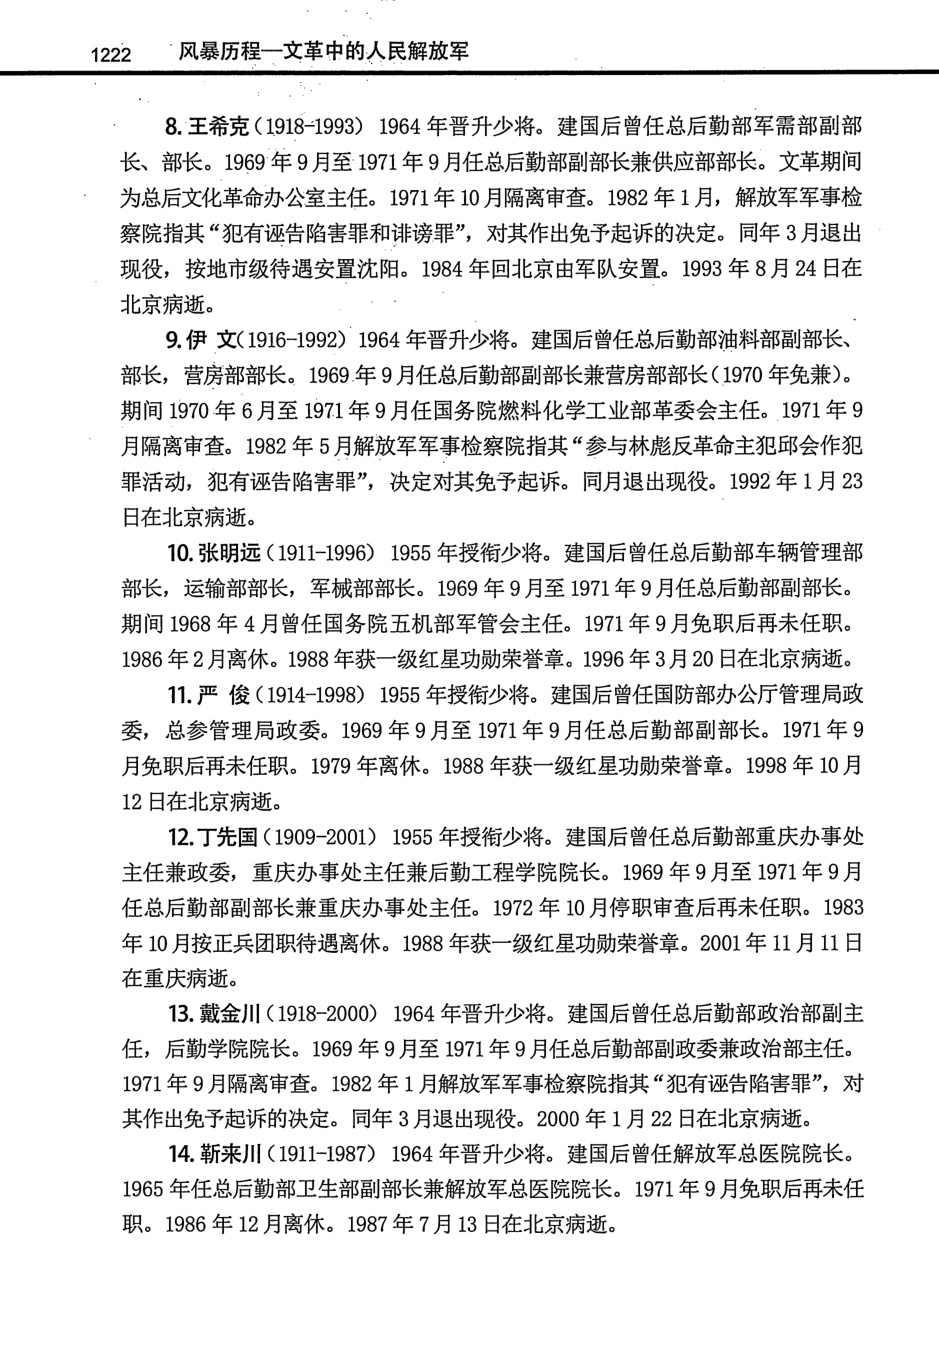 1222 风暴历程—文革中的人民解放军
8. 王希克（1918-1993） 1964 年晋升少将。建国后曾任总后勤部军需部副部
长、部长。1969 年 9 月至 1971 年 9 月任总后勤部副部长兼供应部部长。文革期间
为总后文化革命办公室主任。1971 年 10 月隔离审查。1982 年 1 月，解放军军事检
察院指其“犯有诬告陷害罪和诽谤罪”，对其作出免予起诉的决定。同年 3 月退出
现役，按地市级待遇安置沈阳。1984 年回北京由军队安置。1993 年 8 月 24 日在
北京病逝。
9. 伊 文（1916-1992） 1964 年晋升少将。建国后曾任总后勤部油料部副部长、
部长，营房部部长。1969 年 9 月任总后勤部副部长兼营房部部长（1970 年免兼）。
期间 1970 年 6 月至 1971 年 9 月任国务院燃料化学工业部革委会主任。1971 年 9
月隔离审查。1982 年 5 月解放军军事检察院指其“参与林彪反革命主犯邱会作犯
罪活动，犯有诬告陷害罪”，决定对其免予起诉。同月退出现役。1992 年 1 月 23
日在北京病逝。
10. 张明远（1911-1996） 1955 年授衔少将。建国后曾任总后勤部车辆管理部
部长，运输部部长，军械部部长。1969 年 9 月至 1971 年 9 月任总后勤部副部长。
期间 1968 年 4 月曾任国务院五机部军管会主任。1971 年 9 月免职后再未任职。
1986 年 2 月离休。1988 年获一级红星功勋荣誉章。1996 年 3 月 20 日在北京病逝。
11. 严 俊（1914-1998） 1955 年授衔少将。建国后曾任国防部办公厅管理局政
委，总参管理局政委。1969 年 9 月至 1971 年 9 月任总后勤部副部长。1971 年 9
月免职后再未任职。1979 年离休。1988 年获一级红星功勋荣誉章。1998 年 10 月
12 日在北京病逝。
12. 丁先国（1909-2001） 1955 年授衔少将。建国后曾任总后勤部重庆办事处
主任兼政委，重庆办事处主任兼后勤工程学院院长。1969 年 9 月至 1971 年 9 月
任总后勤部副部长兼重庆办事处主任。1972 年 10 月停职审查后再未任职。1983
年 10 月按正兵团职待遇离休。1988 年获一级红星功勋荣誉章。2001 年 11 月 11 日
在重庆病逝。
13. 戴金川（1918-2000） 1964 年晋升少将。建国后曾任总后勤部政治部副主
任，后勤学院院长。1969 年 9 月至 1971 年 9 月任总后勤部副政委兼政治部主任。
1971 年 9 月隔离审查。1982 年 1 月解放军军事检察院指其“犯有诬告陷害罪”，对
其作出免予起诉的决定。同年 3 月退出现役。2000 年 1 月 22 日在北京病逝。
14. 靳来川（1911-1987） 1964 年晋升少将。建国后曾任解放军总医院院长。
1965 年任总后勤部卫生部副部长兼解放军总医院院长。1971 年 9 月免职后再未任
职。1986 年 12 月离休。1987 年 7 月 13 日在北京病逝。